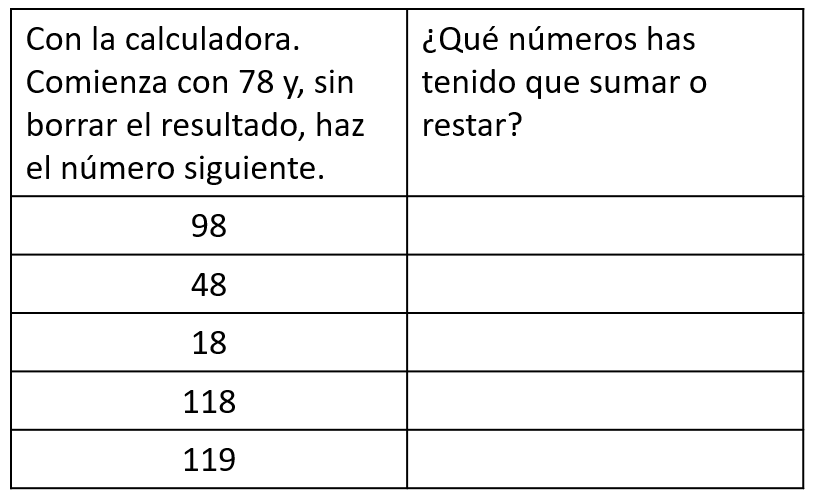 Con la calculadora.
Comienza con 78 y, sin
borrar el resultado, haz
el número siguiente.
¿Qué números has
tenido que sumar o
restar?
98
48
18
118
119